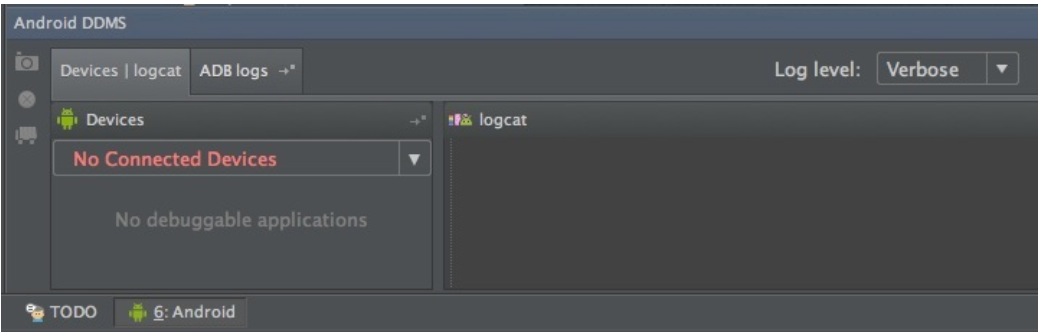 Android DDMS
Devices | logcat ADB logs Log level: Verbose
Devices logcat
No Connected Devices
No debuggable applications
TODO 6: Android